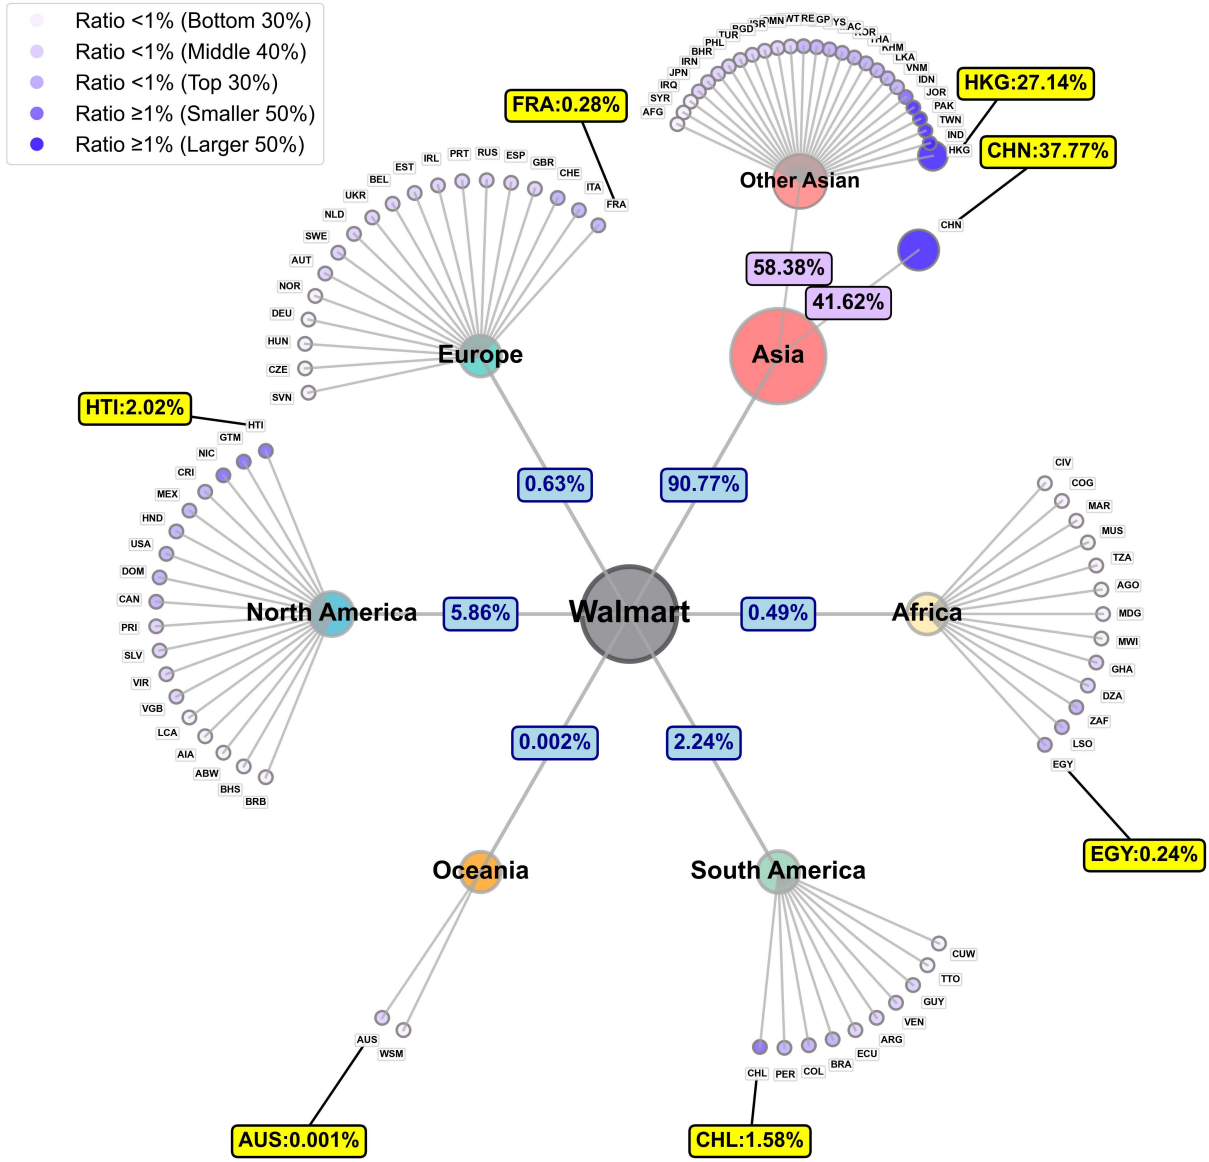 Ratio <1% (Bottom 30%)
Ratio <1% (Middle 40%)
Ratio <1% (Top 30%)
Ratio ≥1% (Smaller 50%)
Ratio ≥1% (Larger 50%)
AFG
SYR
IRQ
JPN
IRN
BHR
PHL
TUR
BGD
ISR
OMN
EGP
YS
AC
KHM
LKA
VNM
IDN
JOR
PAK
TWN
IND
HKG
HKG:27.14%
CHN:37.77%
CHN
Other Asian
58.38%
41.62%
Asia
FRA:0.28%
FRA
ITA
CHE
GBR
ESP
RUS
PRT
IRL
EST
BEL
UKR
NLD
SWE
AUT
NOR
DEU
HUN
CZE
SVN
Europe
0.63%
90.77%
HTI:2.02%
HTI
GTM
NIC
CRI
MEX
HND
USA
DOM
CAN
PRI
SLV
VIR
VGB
LCA
AIA
ABW
BHS
BRB
North America
5.86%
Walmart
0.49%
Africa
CIV
COG
MAR
MUS
TZA
AGO
MDG
MWI
GHA
DZA
ZAF
LSO
EGY
EGY:0.24%
0.002%
2.24%
Oceania
AUS
WSM
AUS:0.001%
South America
CUW
TTO
GUY
VEN
ARG
ECU
BRA
COL
PER
CHL
CHL:1.58%